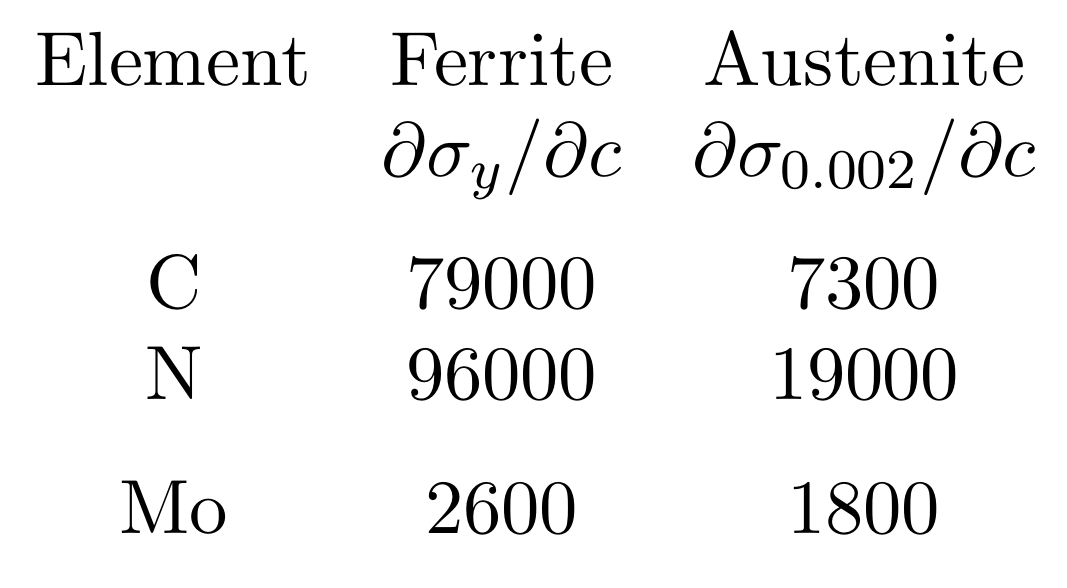 Element Ferrite Austenite
∂σ_y/∂c ∂σ_0.002/∂c
C 79000 7300
N 96000 19000
Mo 2600 1800